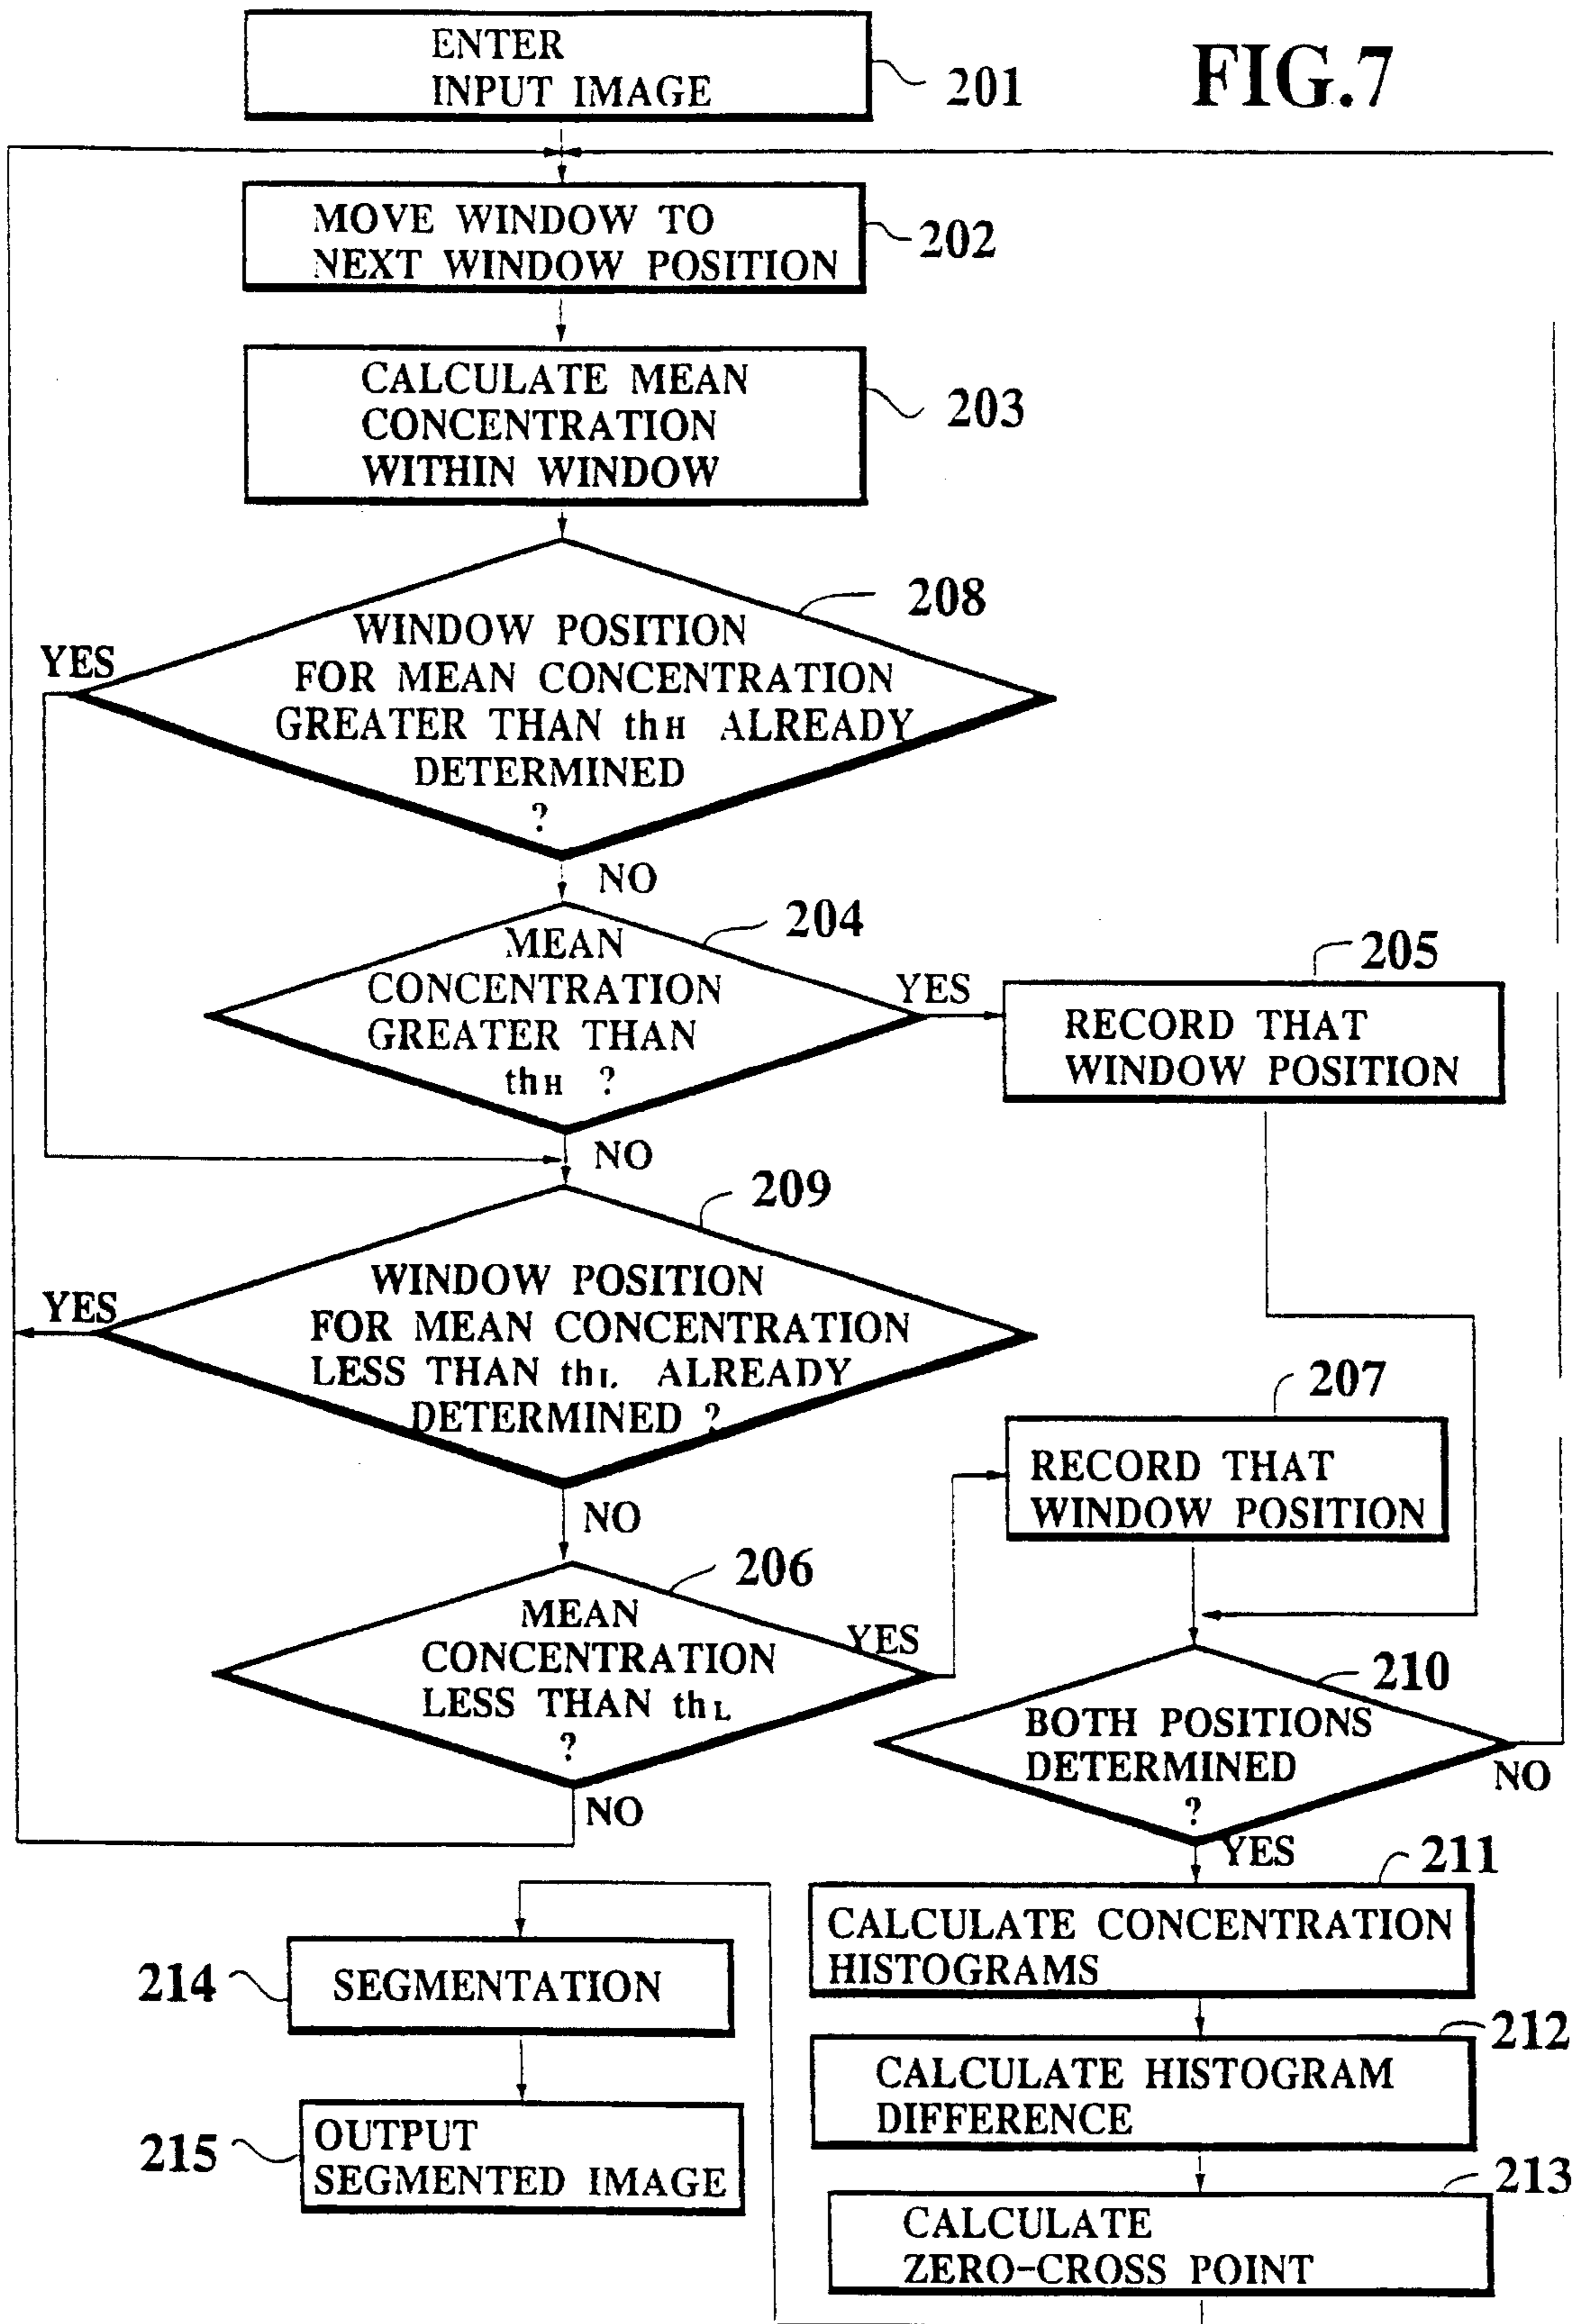 FIG.7
ENTER
INPUT IMAGE
201
MOVE WINDOW TO
NEXT WINDOW POSITION
202
CALCULATE MEAN
CONCENTRATION
WITHIN WINDOW
203
208
WINDOW POSITION
FOR MEAN CONCENTRATION
GREATER THAN thH ALREADY
DETERMINED
?
YES
NO
204
MEAN
CONCENTRATION
GREATER THAN
thH ?
YES
205
RECORD THAT
WINDOW POSITION
NO
209
WINDOW POSITION
FOR MEAN CONCENTRATION
LESS THAN thL ALREADY
DETERMINED ?
YES
207
RECORD THAT
WINDOW POSITION
NO
206
MEAN
CONCENTRATION
LESS THAN thL
?
YES
NO
210
BOTH POSITIONS
DETERMINED
?
NO
YES
211
CALCULATE CONCENTRATION
HISTOGRAMS
212
CALCULATE HISTOGRAM
DIFFERENCE
213
CALCULATE
ZERO-CROSS POINT
214
SEGMENTATION
215
OUTPUT
SEGMENTED IMAGE